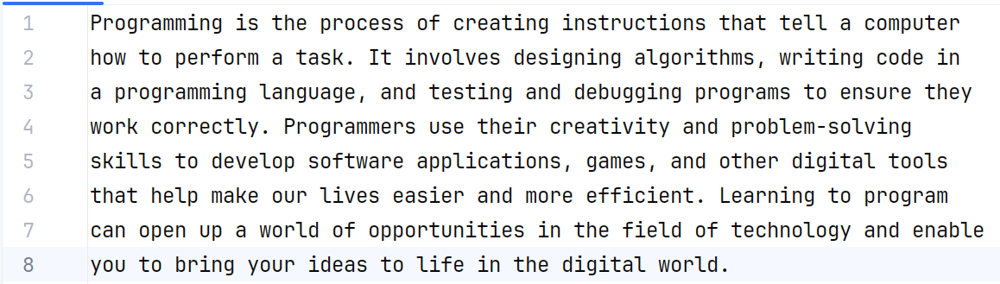 1 Programming is the process of creating instructions that tell a computer
2 how to perform a task. It involves designing algorithms, writing code in
3 a programming language, and testing and debugging programs to ensure they
4 work correctly. Programmers use their creativity and problem-solving
5 skills to develop software applications, games, and other digital tools
6 that help make our lives easier and more efficient. Learning to program
7 can open up a world of opportunities in the field of technology and enable
8 you to bring your ideas to life in the digital world.